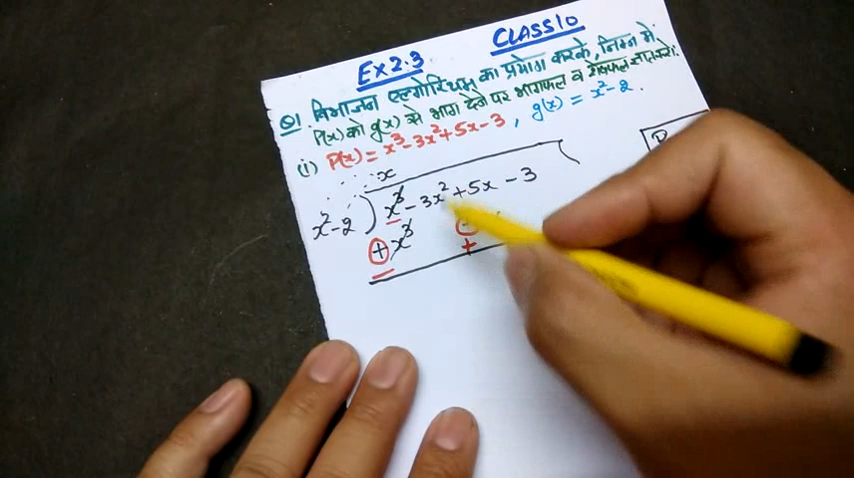 EX 2.3 CLASS 10
Q1 विभाजन एल्गोरिथम का प्रयोग करके, निम्न में
P(x) को g(x) से भाग देने पर भागफल व शेषफल ज्ञात करो।
(i) P(x) = x³-3x²+5x-3, g(x) = x²-2.
x
x²-2 ) x³-3x²+5x-3
+x³
+